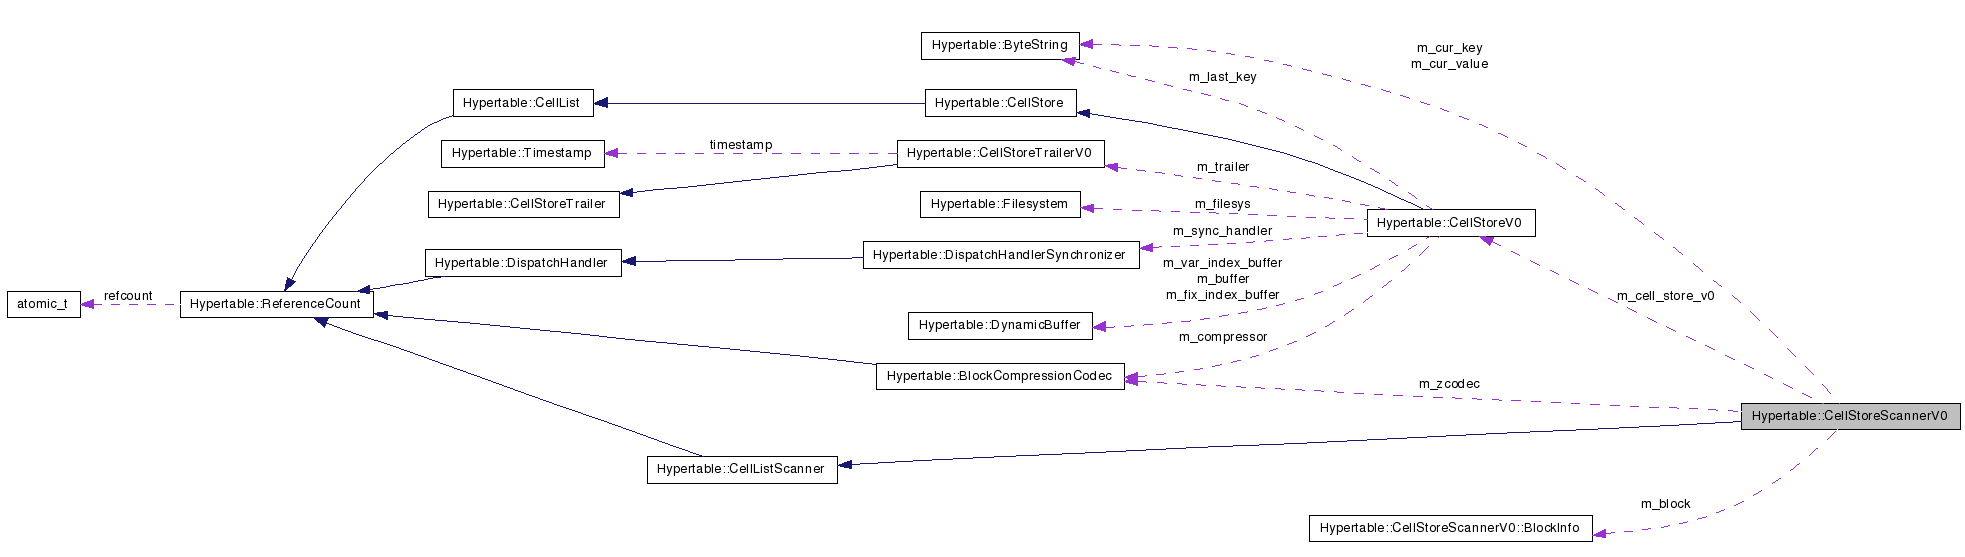 Hypertable::ByteString
m_cur_key
m_cur_value
m_last_key
Hypertable::CellList
Hypertable::CellStore
Hypertable::Timestamp
timestamp
Hypertable::CellStoreTrailerV0
m_trailer
Hypertable::CellStoreTrailer
Hypertable::Filesystem
m_filesys
Hypertable::CellStoreV0
m_sync_handler
Hypertable::DispatchHandler
Hypertable::DispatchHandlerSynchronizer
m_var_index_buffer
m_buffer
m_fix_index_buffer
atomic_t
refcount
Hypertable::ReferenceCount
m_cell_store_v0
Hypertable::DynamicBuffer
m_compressor
Hypertable::BlockCompressionCodec
m_zcodec
Hypertable::CellStoreScannerV0
Hypertable::CellListScanner
m_block
Hypertable::CellStoreScannerV0::BlockInfo